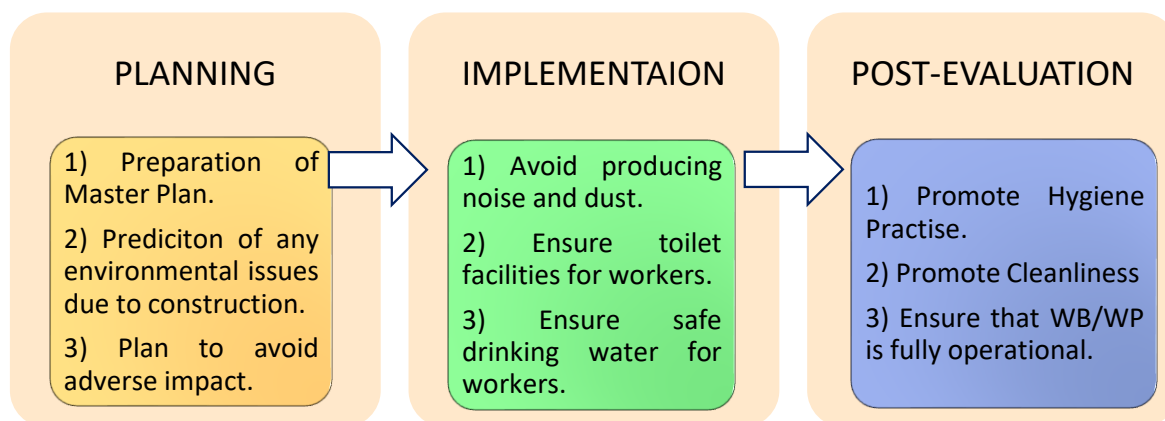 PLANNING
1) Preparation of
Master Plan.
2) Prediciton of any
environmental issues
due to construction.
3) Plan to avoid
adverse impact.
IMPLEMENTAION
1) Avoid producing
noise and dust.
2) Ensure toilet
facilities for workers.
3) Ensure safe
drinking water for
workers.
POST-EVALUATION
1) Promote Hygiene
Practise.
2) Promote Cleanliness
3) Ensure that WB/WP
is fully operational.